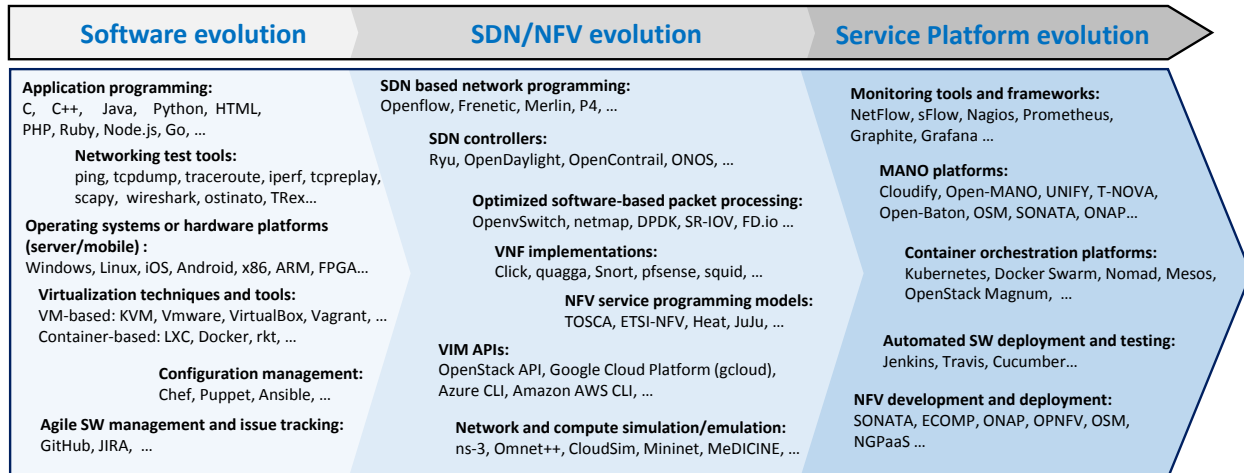 Software evolution
SDN/NFV evolution
Service Platform evolution
Application programming:
C, C++, Java, Python, HTML,
PHP, Ruby, Node.js, Go, …
Networking test tools:
ping, tcpdump, traceroute, iperf, tcpreplay,
scapy, wireshark, ostinato, TRex…
Operating systems or hardware platforms
(server/mobile) :
Windows, Linux, iOS, Android, x86, ARM, FPGA…
Virtualization techniques and tools:
VM-based: KVM, Vmware, VirtualBox, Vagrant, …
Container-based: LXC, Docker, rkt, …
Configuration management:
Chef, Puppet, Ansible, …
Agile SW management and issue tracking:
GitHub, JIRA, …
SDN based network programming:
Openflow, Frenetic, Merlin, P4, …
SDN controllers:
Ryu, OpenDaylight, OpenContrail, ONOS, …
Optimized software-based packet processing:
OpenvSwitch, netmap, DPDK, SR-IOV, FD.io …
VNF implementations:
Click, quagga, Snort, pfsense, squid, …
NFV service programming models:
TOSCA, ETSI-NFV, Heat, JuJu, …
VIM APIs:
OpenStack API, Google Cloud Platform (gcloud),
Azure CLI, Amazon AWS CLI, …
Network and compute simulation/emulation:
ns-3, Omnet++, CloudSim, Mininet, MeDICINE, …
Monitoring tools and frameworks:
NetFlow, sFlow, Nagios, Prometheus,
Graphite, Grafana …
MANO platforms:
Cloudify, Open-MANO, UNIFY, T-NOVA,
Open-Baton, OSM, SONATA, ONAP…
Container orchestration platforms:
Kubernetes, Docker Swarm, Nomad, Mesos,
OpenStack Magnum, …
Automated SW deployment and testing:
Jenkins, Travis, Cucumber…
NFV development and deployment:
SONATA, ECOMP, ONAP, OPNFV, OSM,
NGPaaS …